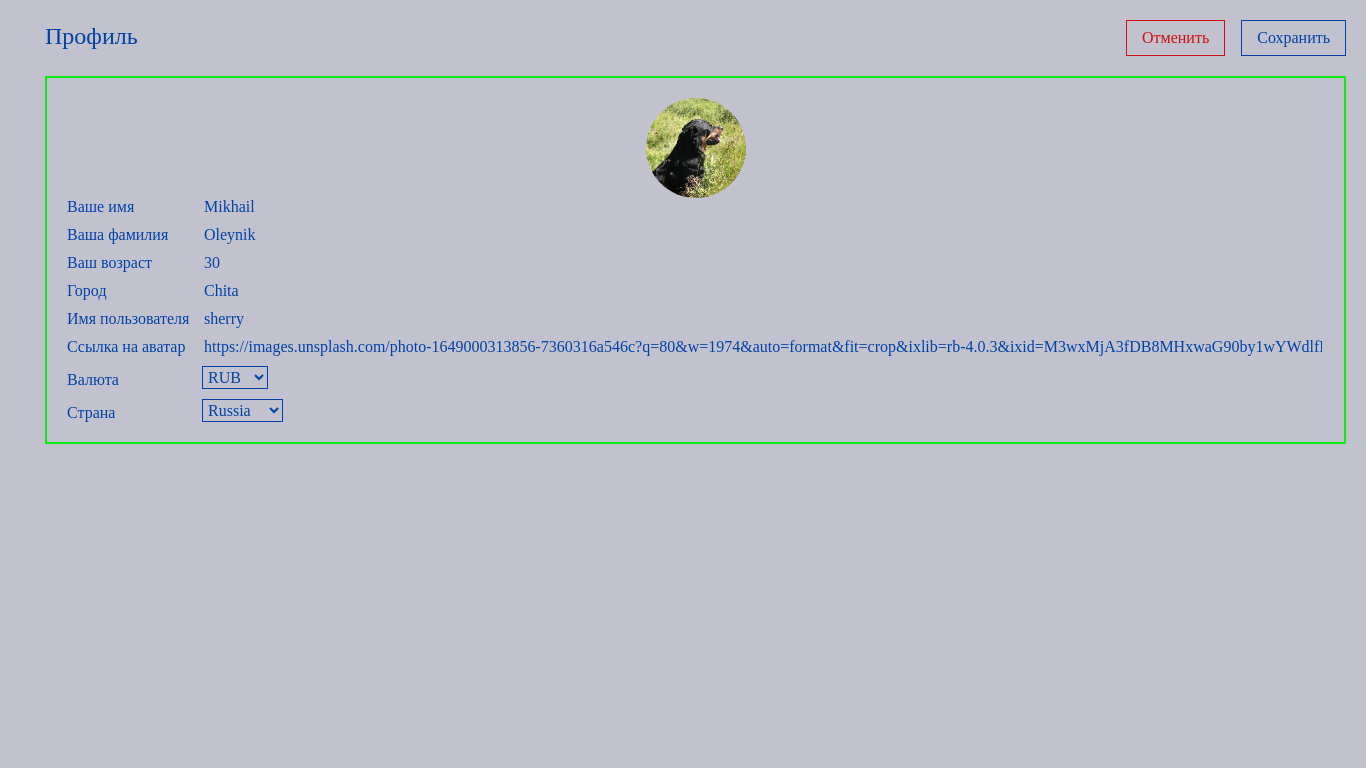 Профиль
Отменить
Сохранить
Ваше имя Mikhail
Ваша фамилия Oleynik
Ваш возраст 30
Город Chita
Имя пользователя sherry
Ссылка на аватар https://images.unsplash.com/photo-1649000313856-7360316a546c?q=80&w=1974&auto=format&fit=crop&ixlib=rb-4.0.3&ixid=M3wxMjA3fDB8MHxwaG90by1wYWdlf
Валюта RUB
Страна Russia